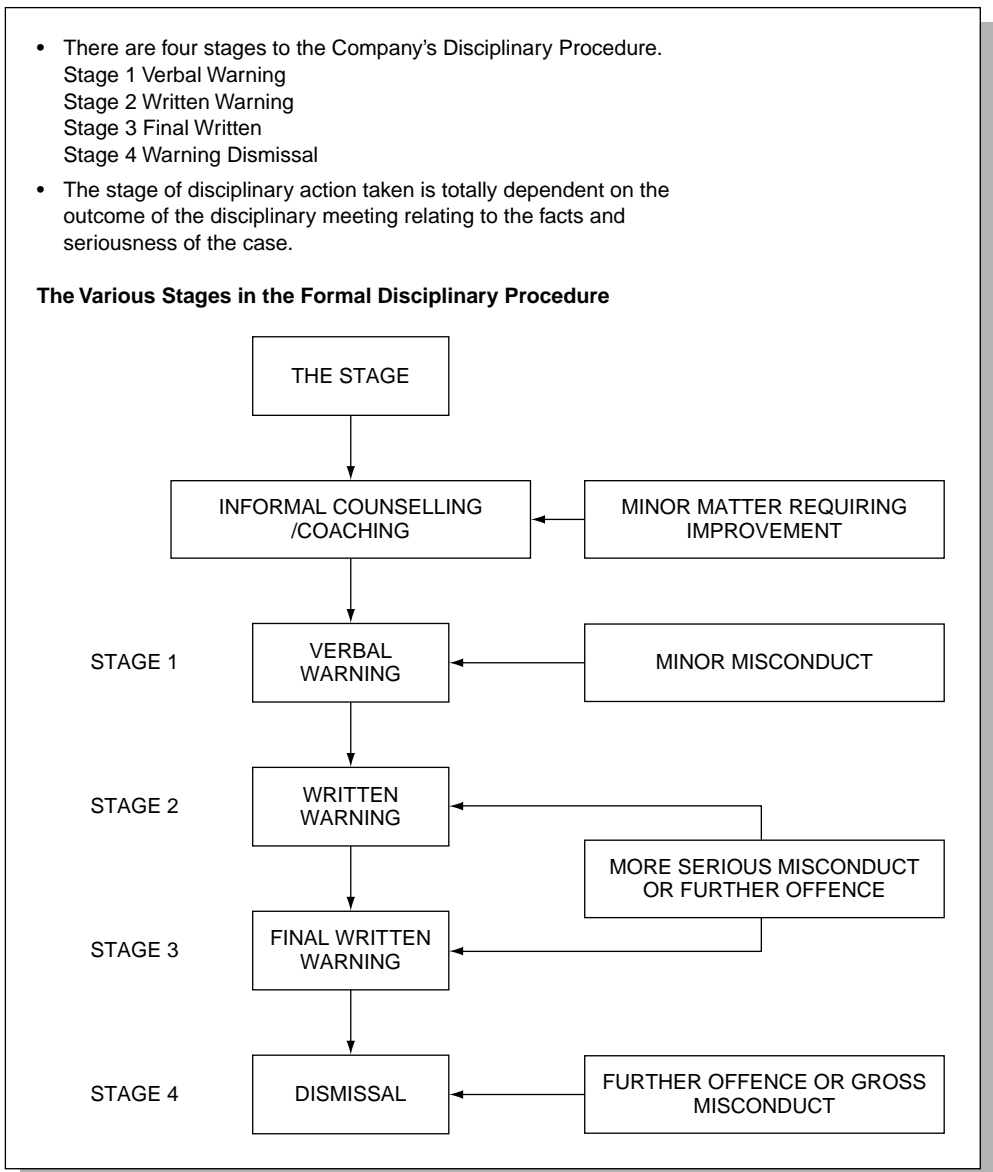 • There are four stages to the Company's Disciplinary Procedure.
Stage 1 Verbal Warning
Stage 2 Written Warning
Stage 3 Final Written
Stage 4 Warning Dismissal
• The stage of disciplinary action taken is totally dependent on the
outcome of the disciplinary meeting relating to the facts and
seriousness of the case.
The Various Stages in the Formal Disciplinary Procedure
THE STAGE
INFORMAL COUNSELLING
/COACHING
MINOR MATTER REQUIRING
IMPROVEMENT
STAGE 1
VERBAL
WARNING
MINOR MISCONDUCT
STAGE 2
WRITTEN
WARNING
MORE SERIOUS MISCONDUCT
OR FURTHER OFFENCE
STAGE 3
FINAL WRITTEN
WARNING
STAGE 4
DISMISSAL
FURTHER OFFENCE OR GROSS
MISCONDUCT